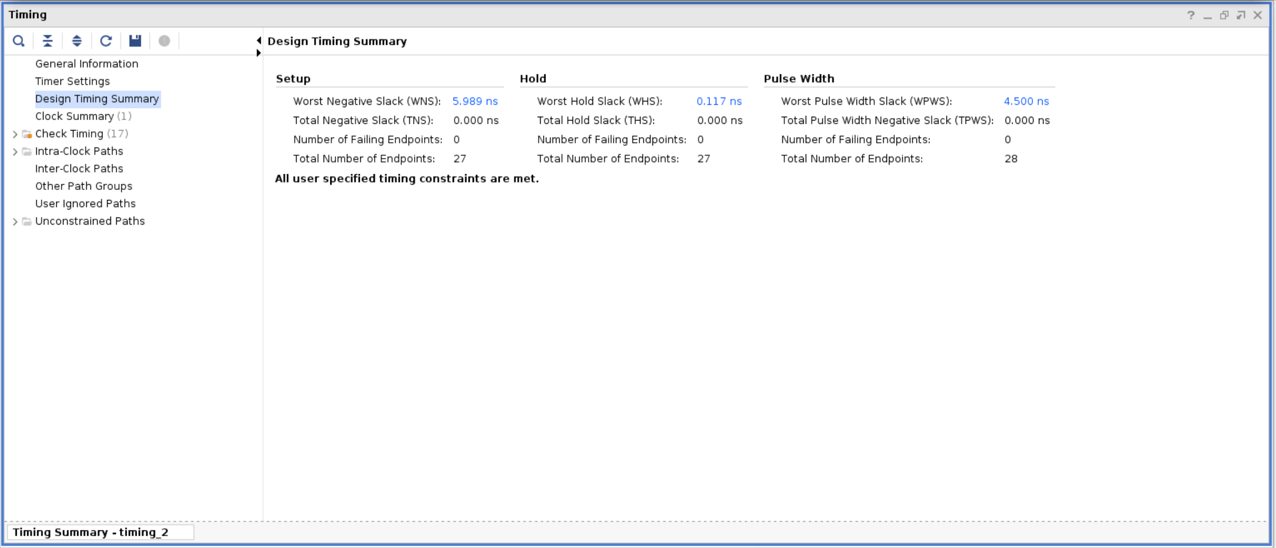 Timing
Design Timing Summary
General Information
Timer Settings
Design Timing Summary
Clock Summary (1)
Check Timing (17)
Intra-Clock Paths
Inter-Clock Paths
Other Path Groups
User Ignored Paths
Unconstrained Paths
Setup
Worst Negative Slack (WNS): 5.989 ns
Total Negative Slack (TNS): 0.000 ns
Number of Failing Endpoints: 0
Total Number of Endpoints: 27
Hold
Worst Hold Slack (WHS): 0.117 ns
Total Hold Slack (THS): 0.000 ns
Number of Failing Endpoints: 0
Total Number of Endpoints: 27
Pulse Width
Worst Pulse Width Slack (WPWS): 4.500 ns
Total Pulse Width Negative Slack (TPWS): 0.000 ns
Number of Failing Endpoints: 0
Total Number of Endpoints: 28
All user specified timing constraints are met.
Timing Summary - timing_2